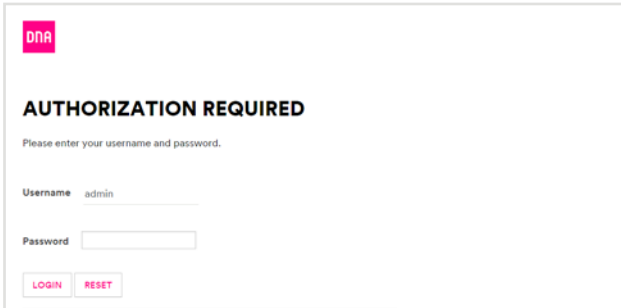 DNA
AUTHORIZATION REQUIRED
Please enter your username and password.
Username admin
Password
LOGIN RESET